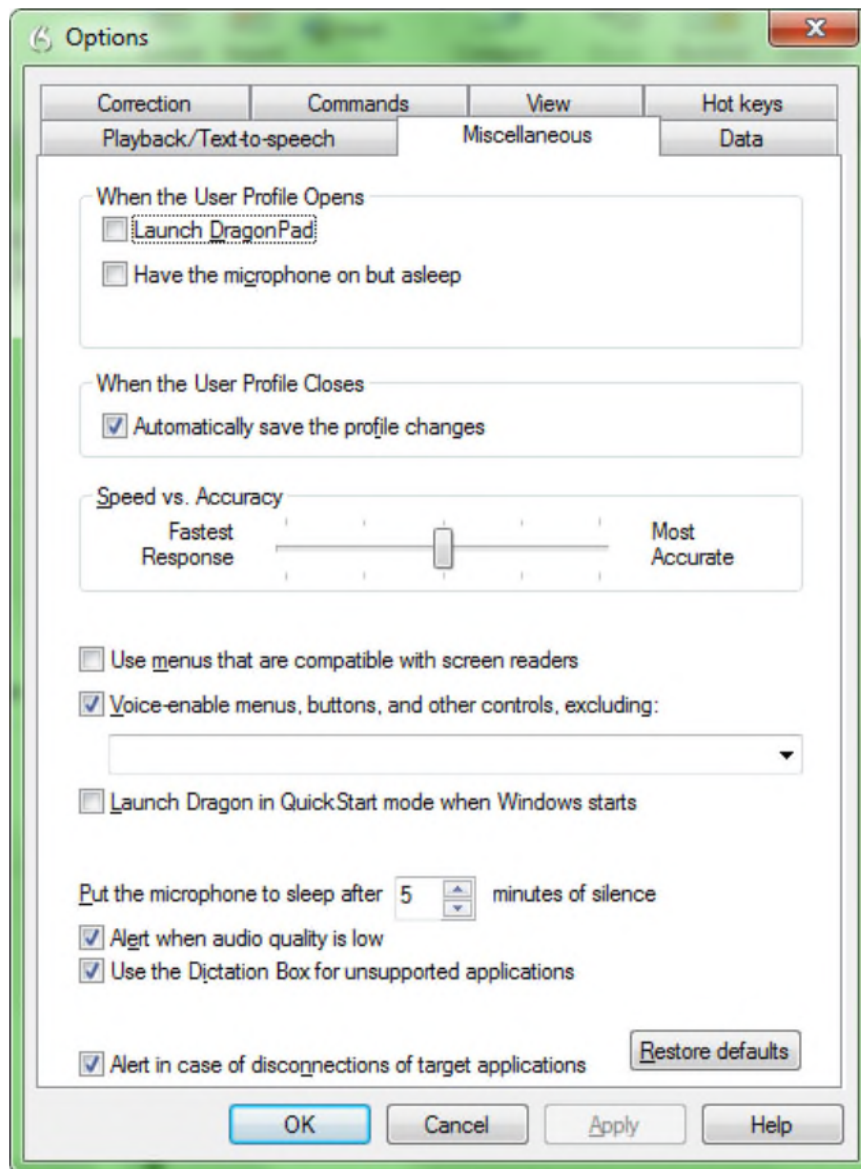 Options
Correction Commands View Hot keys
Playback/Text-to-speech Miscellaneous Data
When the User Profile Opens
Launch DragonPad
Have the microphone on but asleep
When the User Profile Closes
Automatically save the profile changes
Speed vs. Accuracy
Fastest Most
Response Accurate
Use menus that are compatible with screen readers
Voice-enable menus, buttons, and other controls, excluding:
Launch Dragon in QuickStart mode when Windows starts
Put the microphone to sleep after 5 minutes of silence
Alert when audio quality is low
Use the Dictation Box for unsupported applications
Alert in case of disconnections of target applications Restore defaults
OK Cancel Apply Help